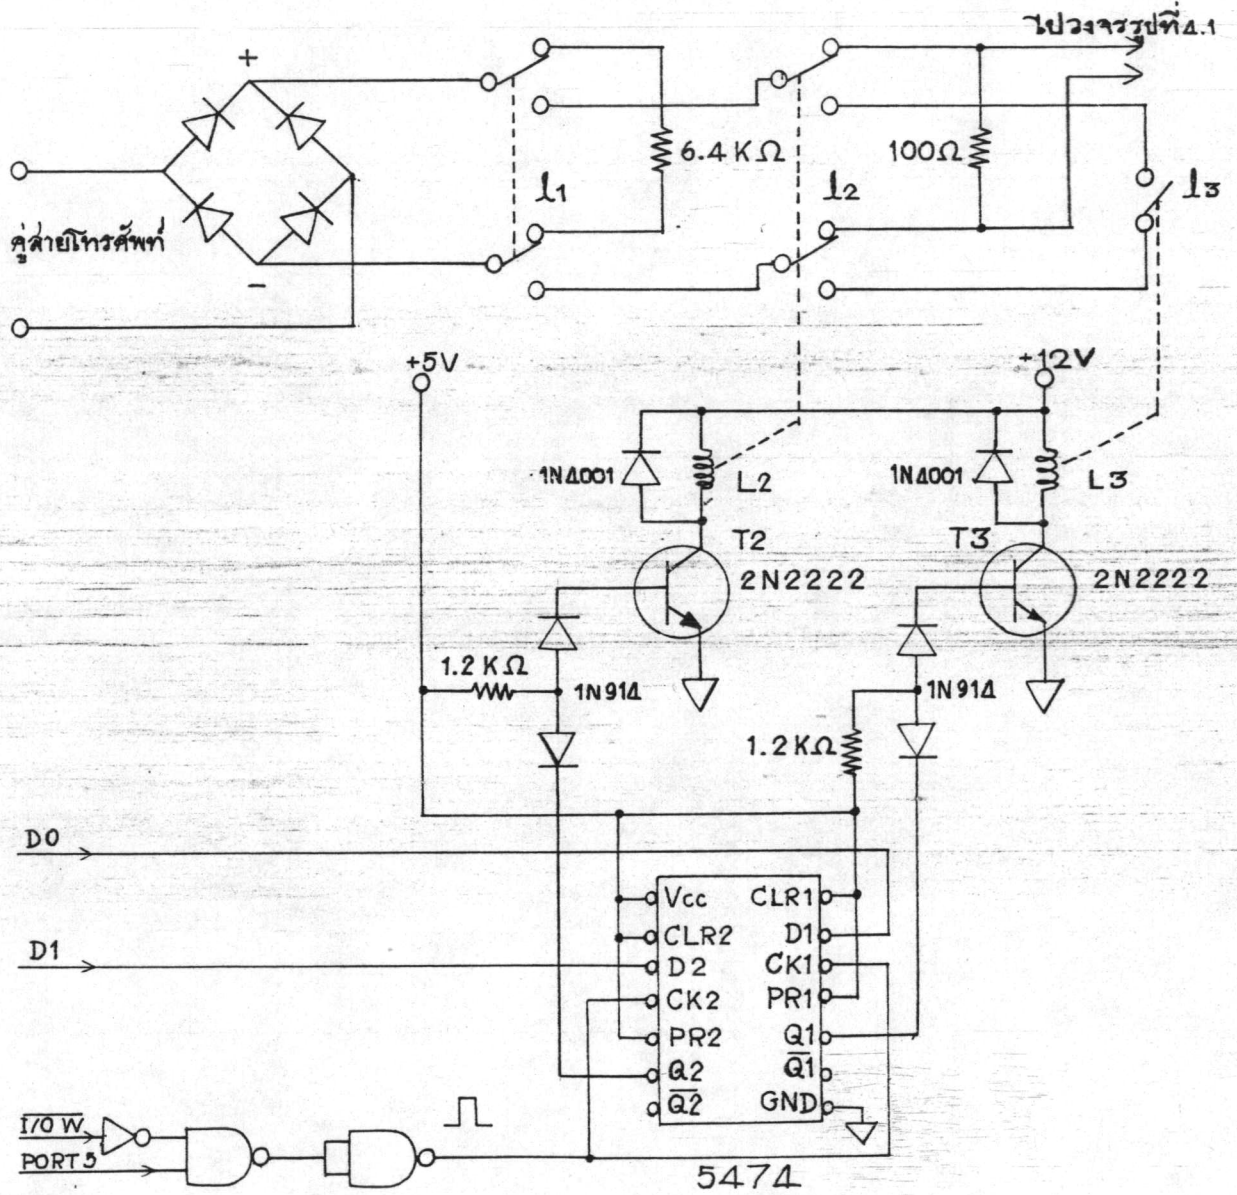 ไปวงจรรูปที่ 4.1
+
6.4 KΩ
100Ω
l1
l2
l3
คู่สายโทรศัพท์
-
+5V
+12V
1N4001
L2
1N4001
L3
T2
2N2222
T3
2N2222
1.2 KΩ
1N914
1N914
1.2 KΩ
D0
Vcc
CLR1
CLR2
D1
D1
D2
CK1
CK2
PR1
PR2
Q1
Q2
Q̅1̅
Q̅2̅
GND
I̅/̅O̅ ̅W̅
PORT5
5474